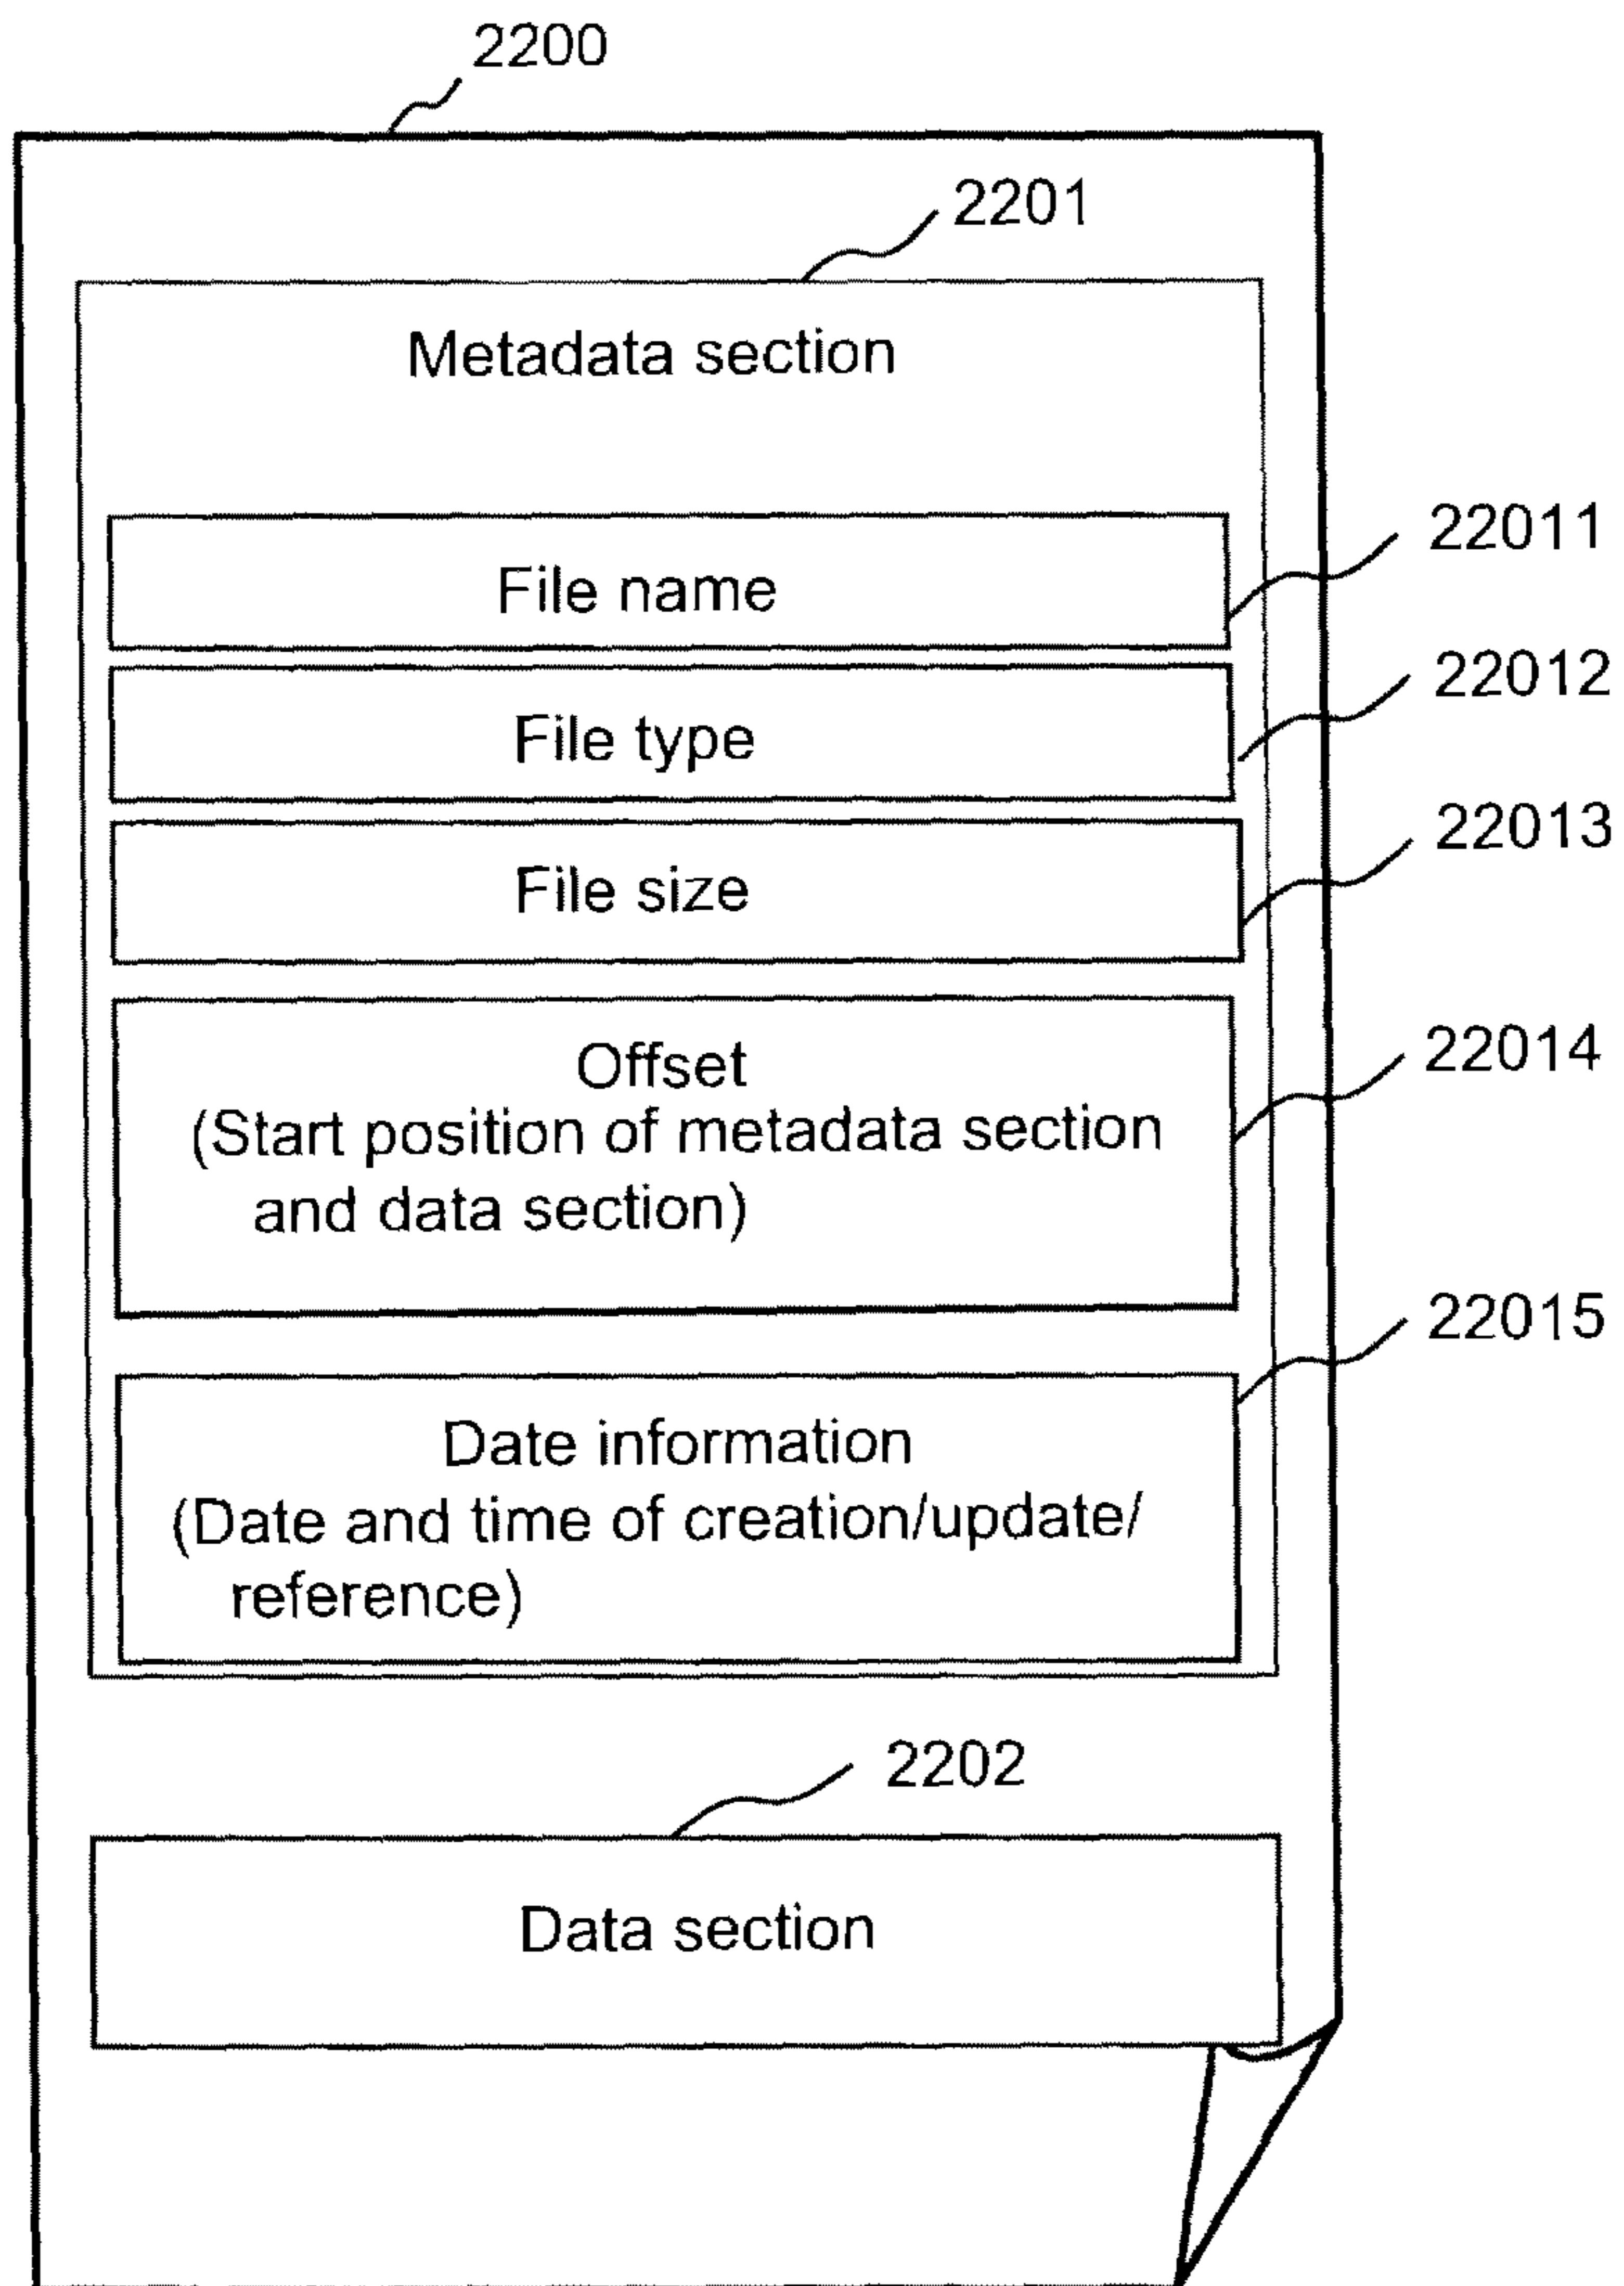 2200
2201
Metadata section
File name
22011
File type
22012
File size
22013
Offset
(Start position of metadata section
and data section)
22014
Date information
(Date and time of creation/update/
reference)
22015
2202
Data section